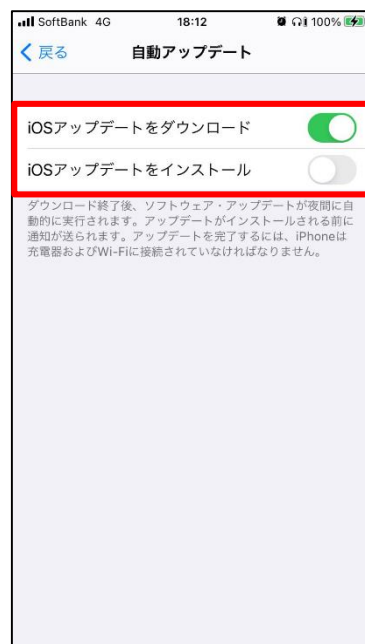 SoftBank 4G 18:12 100%
戻る 自動アップデート
iOSアップデートをダウンロード
iOSアップデートをインストール
ダウンロード終了後、ソフトウェア・アップデートが夜間に自
動的に実行されます。アップデートがインストールされる前に
通知が送られます。アップデートを完了するには、iPhoneは
充電器およびWi-Fiに接続されていなければなりません。